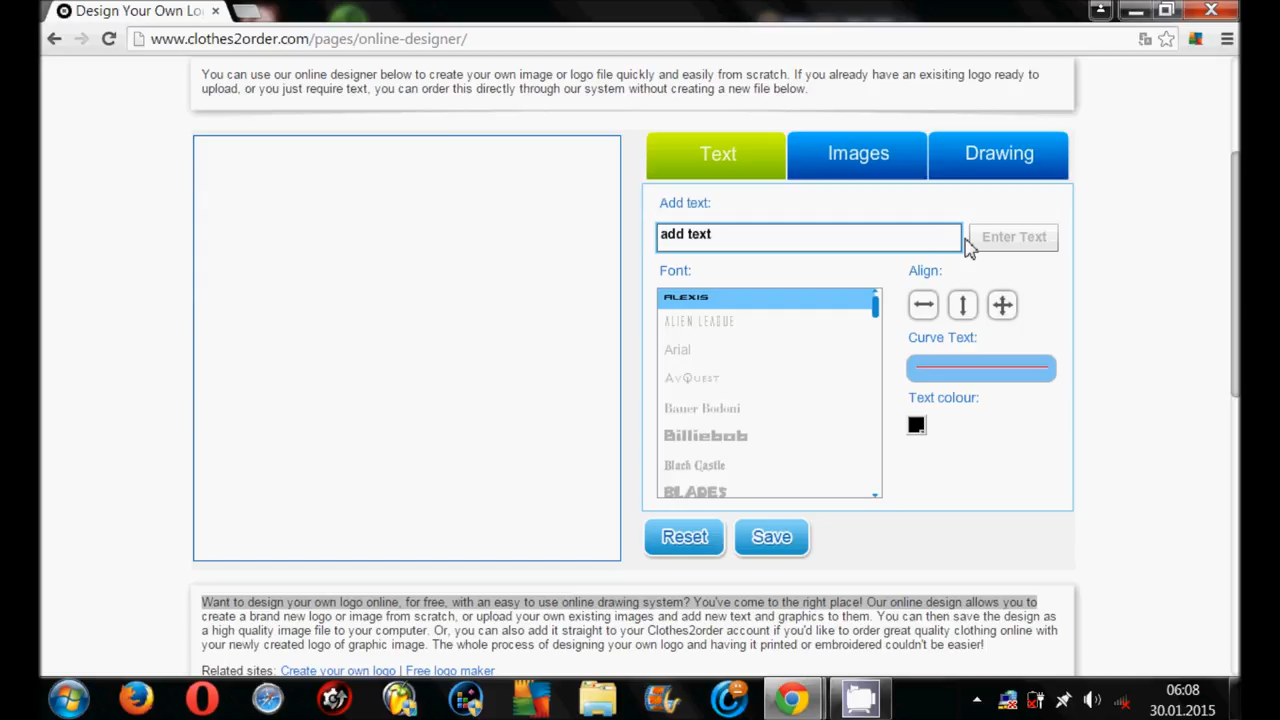 Design Your Own Lo
www.clothes2order.com/pages/online-designer/
You can use our online designer below to create your own image or logo file quickly and easily from scratch. If you already have an exisiting logo ready to
upload, or you just require text, you can order this directly through our system without creating a new file below.
Text
Images
Drawing
Add text:
add text
Enter Text
Font:
Align:
ALEXIS
ALIEN LEAGUE
Arial
AvQuest
Bauer Bodoni
Billiebob
Black Castle
BLADES
Curve Text:
Text colour:
Reset
Save
Want to design your own logo online, for free, with an easy to use online drawing system? You've come to the right place! Our online design allows you to
create a brand new logo or image from scratch, or upload your own existing images and add new text and graphics to them. You can then save the design as
a high quality image file to your computer. Or, you can also add it straight to your Clothes2order account if you'd like to order great quality clothing online with
your newly created logo of graphic image. The whole process of designing your own logo and having it printed or embroidered couldn't be easier!
Related sites: Create your own logo | Free logo maker
06:08
30.01.2015